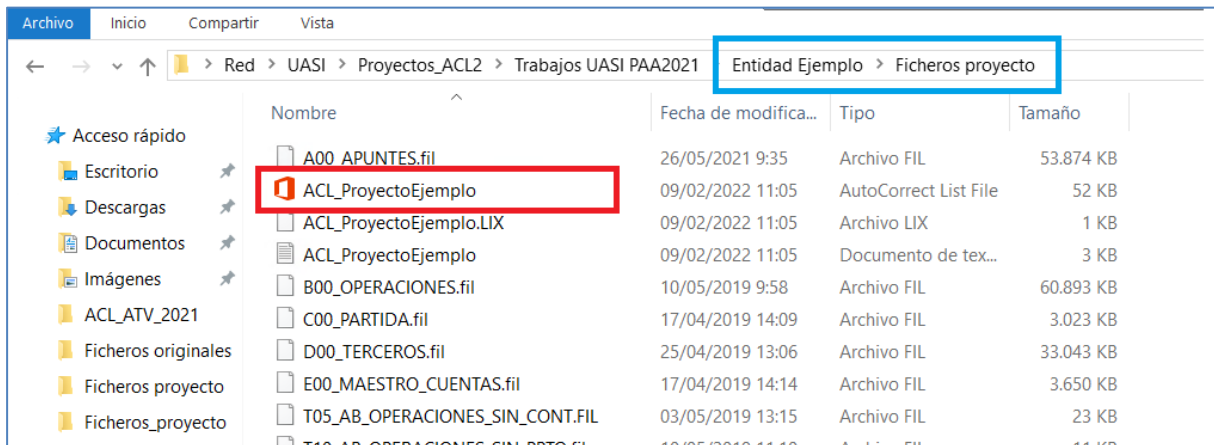 Archivo Inicio Compartir Vista
Red > UASI > Proyectos_ACL2 > Trabajos UASI PAA2021 Entidad Ejemplo > Ficheros proyecto
Nombre Fecha de modifica... Tipo Tamaño
Acceso rápido
Escritorio
Descargas
Documentos
Imágenes
ACL_ATV_2021
Ficheros originales
Ficheros proyecto
Ficheros_proyecto
A00_APUNTES.fil 26/05/2021 9:35 Archivo FIL 53.874 KB
ACL_ProyectoEjemplo 09/02/2022 11:05 AutoCorrect List File 52 KB
ACL_ProyectoEjemplo.LIX 09/02/2022 11:05 Archivo LIX 1 KB
ACL_ProyectoEjemplo 09/02/2022 11:05 Documento de tex... 3 KB
B00_OPERACIONES.fil 10/05/2019 9:58 Archivo FIL 60.893 KB
C00_PARTIDA.fil 17/04/2019 14:09 Archivo FIL 3.023 KB
D00_TERCEROS.fil 25/04/2019 13:06 Archivo FIL 33.043 KB
E00_MAESTRO_CUENTAS.fil 17/04/2019 14:14 Archivo FIL 3.650 KB
T05_AB_OPERACIONES_SIN_CONT.FIL 03/05/2019 13:15 Archivo FIL 23 KB